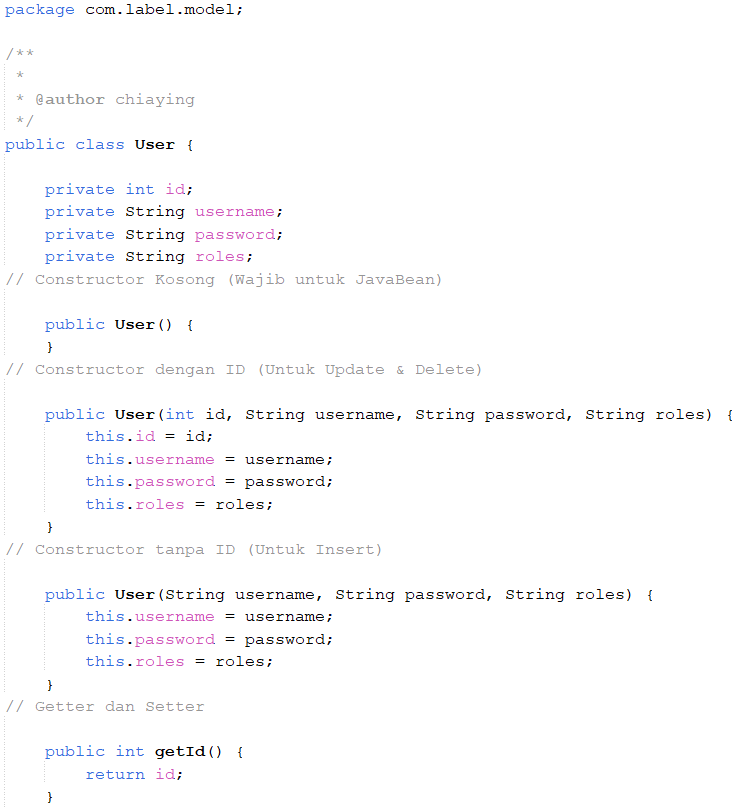 package com.label.model;

/**
 *
 * @author chiaying
 */
public class User {

    private int id;
    private String username;
    private String password;
    private String roles;
// Constructor Kosong (Wajib untuk JavaBean)

    public User() {
    }
// Constructor dengan ID (Untuk Update & Delete)

    public User(int id, String username, String password, String roles) {
        this.id = id;
        this.username = username;
        this.password = password;
        this.roles = roles;
    }
// Constructor tanpa ID (Untuk Insert)

    public User(String username, String password, String roles) {
        this.username = username;
        this.password = password;
        this.roles = roles;
    }
// Getter dan Setter

    public int getId() {
        return id;
    }